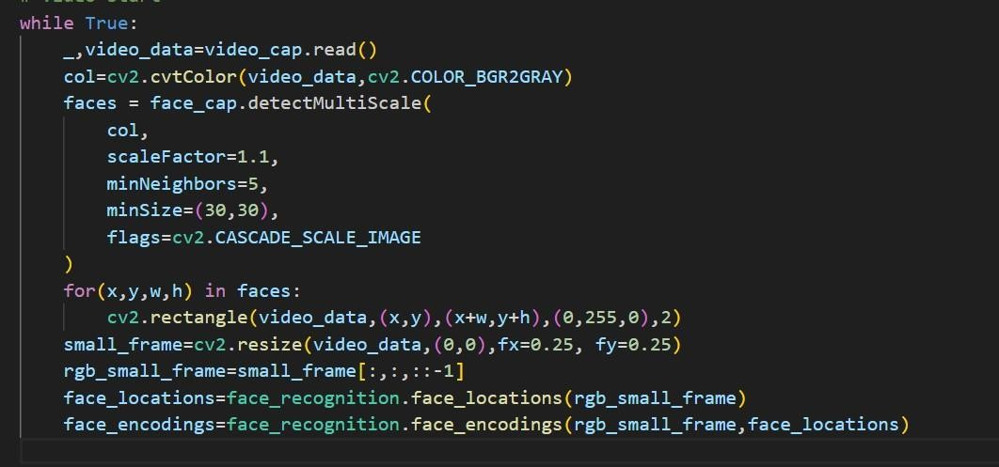 # Video Start
while True:
    _,video_data=video_cap.read()
    col=cv2.cvtColor(video_data,cv2.COLOR_BGR2GRAY)
    faces = face_cap.detectMultiScale(
        col,
        scaleFactor=1.1,
        minNeighbors=5,
        minSize=(30,30),
        flags=cv2.CASCADE_SCALE_IMAGE
    )
    for(x,y,w,h) in faces:
        cv2.rectangle(video_data,(x,y),(x+w,y+h),(0,255,0),2)
    small_frame=cv2.resize(video_data,(0,0),fx=0.25, fy=0.25)
    rgb_small_frame=small_frame[:,:,::-1]
    face_locations=face_recognition.face_locations(rgb_small_frame)
    face_encodings=face_recognition.face_encodings(rgb_small_frame,face_locations)